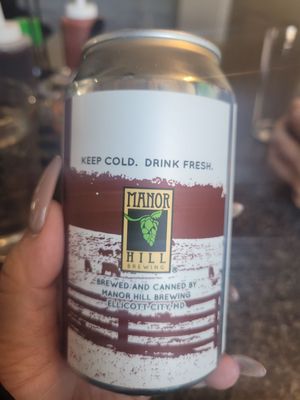 KEEP COLD. DRINK FRESH.
MANOR
HILL
BREWING
®
BREWED AND CANNED BY
MANOR HILL BREWING
ELLICOTT CITY, MD